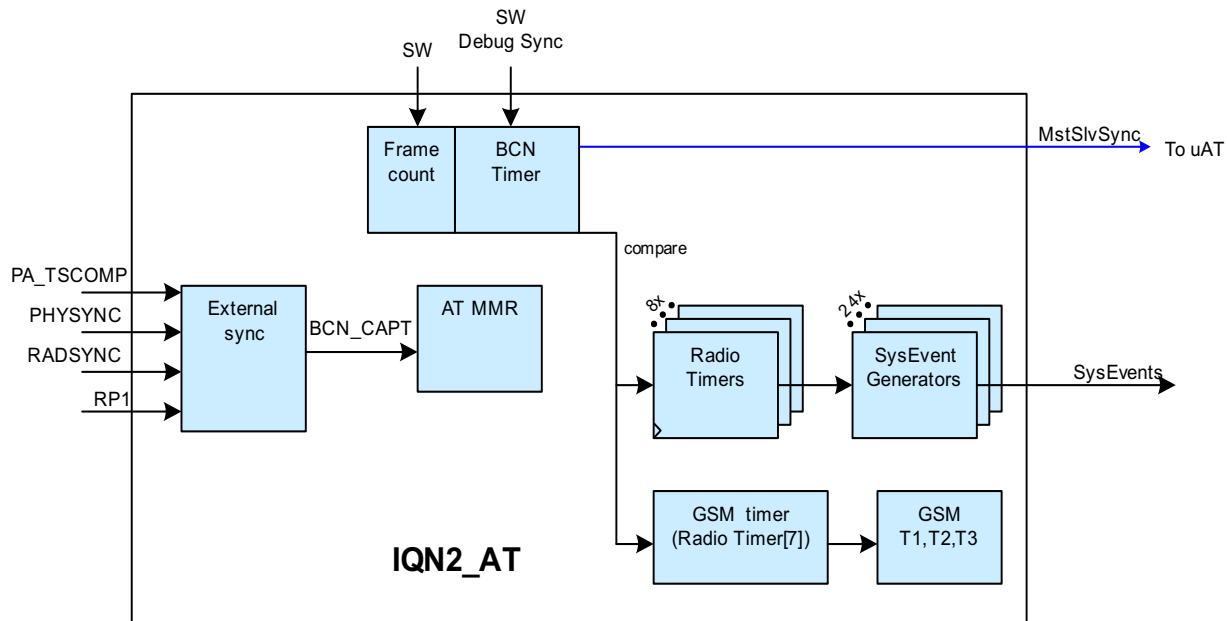 SW
SW
Debug Sync
Frame
count
BCN
Timer
MstSlvSync
To uAT
compare
PA_TSCOMP
PHYSYNC
RADSYNC
RP1
External
sync
BCN_CAPT
AT MMR
8x
Radio
Timers
24x
SysEvent
Generators
SysEvents
GSM timer
(Radio Timer[7])
GSM
T1,T2,T3
IQN2_AT